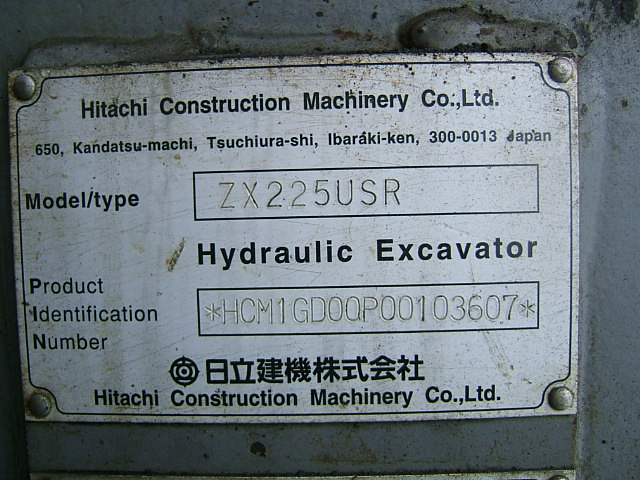 Hitachi Construction Machinery Co.,Ltd.
650, Kandatsu-machi, Tsuchiura-shi, Ibaraki-ken, 300-0013 Japan
Model/type ZX225USR
Hydraulic Excavator
Product
Identification
Number
*HCM1GD00P00103607*
日立建機株式会社
Hitachi Construction Machinery Co.,Ltd.